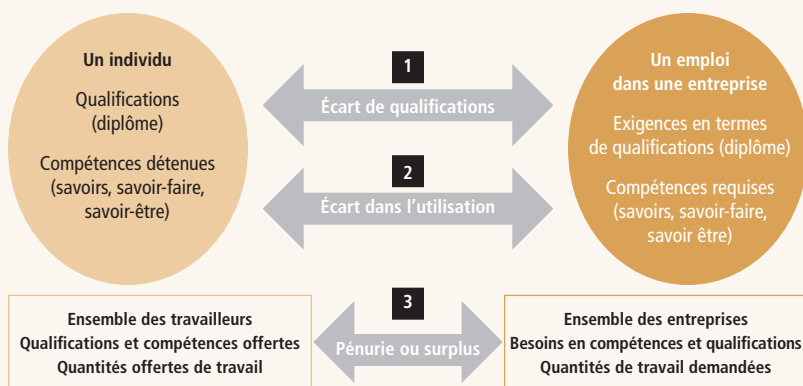 Un individu
Qualifications
(diplôme)
Compétences détenues
(savoirs, savoir-faire,
savoir-être)
1
Écart de qualifications
2
Écart dans l’utilisation
Un emploi
dans une entreprise
Exigences en termes
de qualifications (diplôme)
Compétences requises
(savoirs, savoir-faire,
savoir être)
Ensemble des travailleurs
Qualifications et compétences offertes
Quantités offertes de travail
3
Pénurie ou surplus
Ensemble des entreprises
Besoins en compétences et qualifications
Quantités de travail demandées